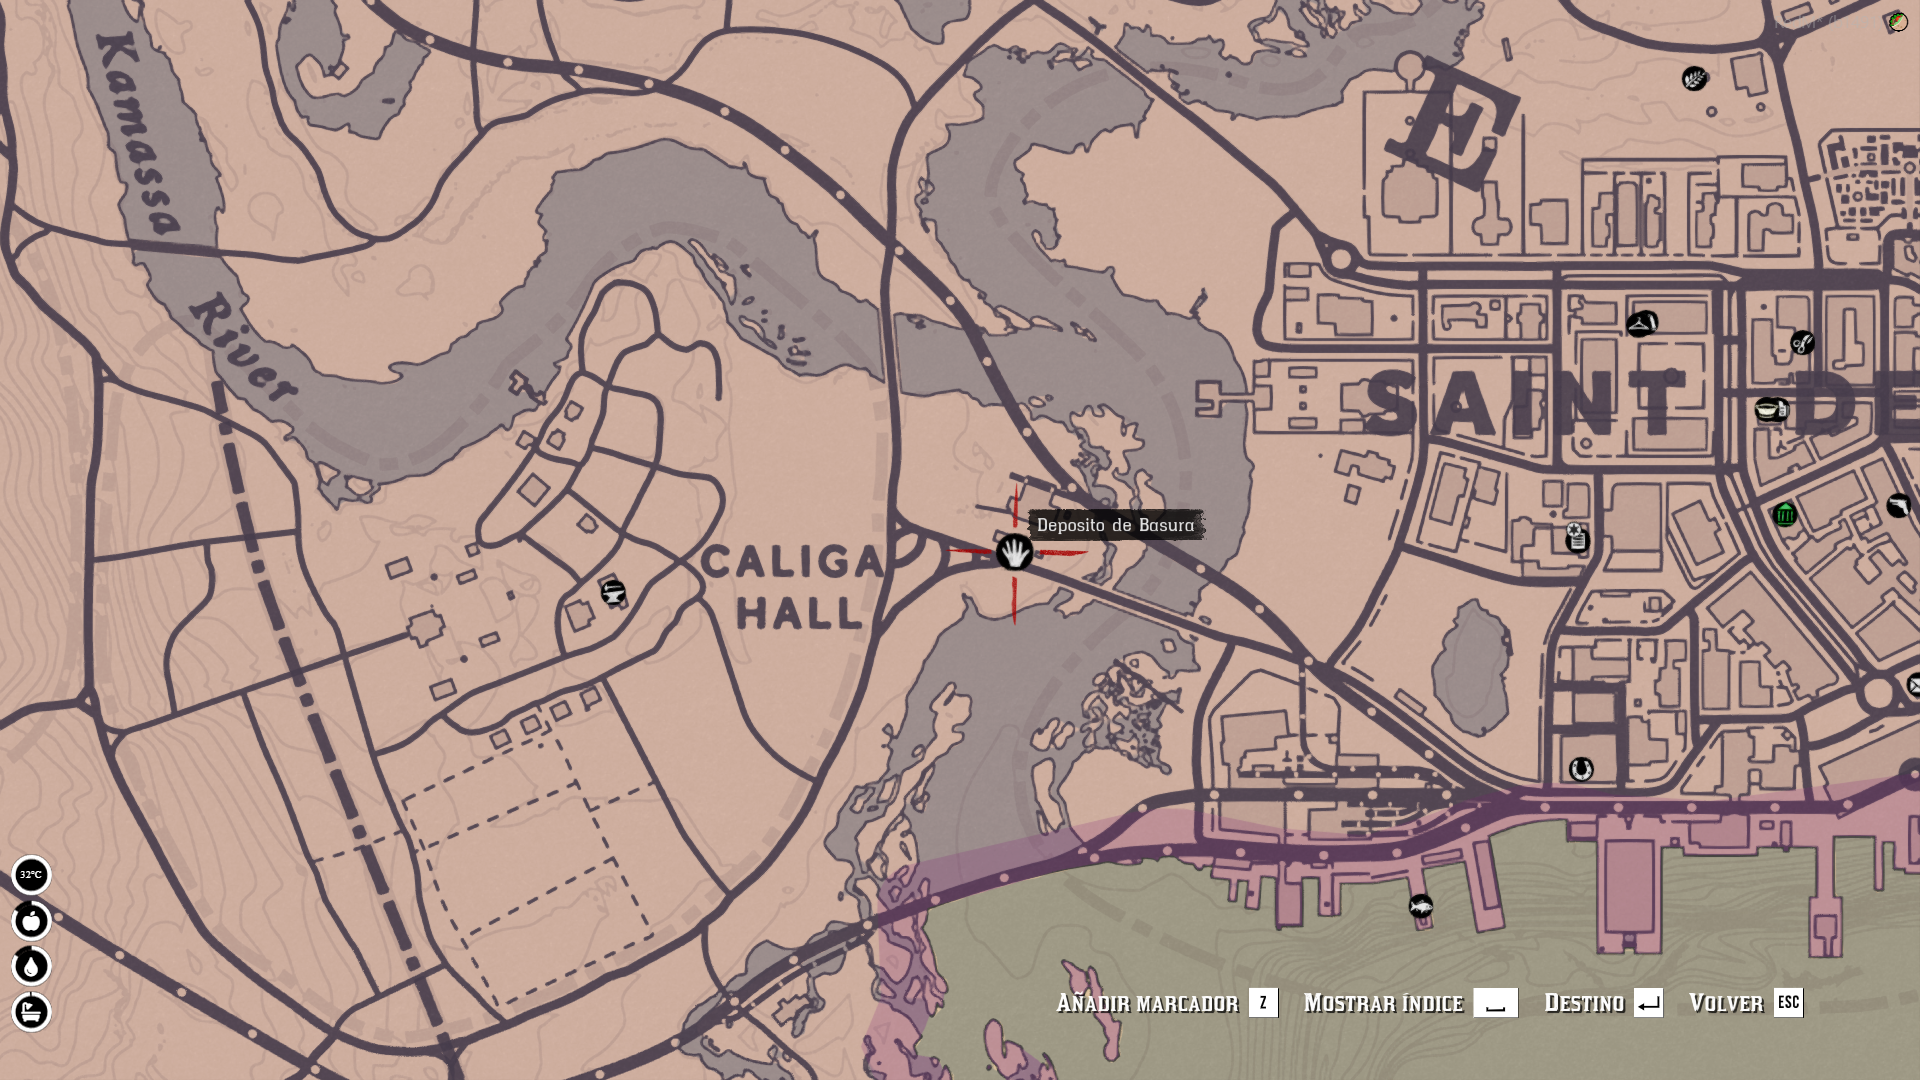 Kamassa
River
E
SAINT DE
Deposito de Basura
CALIGA
HALL
32°C
AÑADIR MARCADOR Z MOSTRAR ÍNDICE DESTINO VOLVER ESC